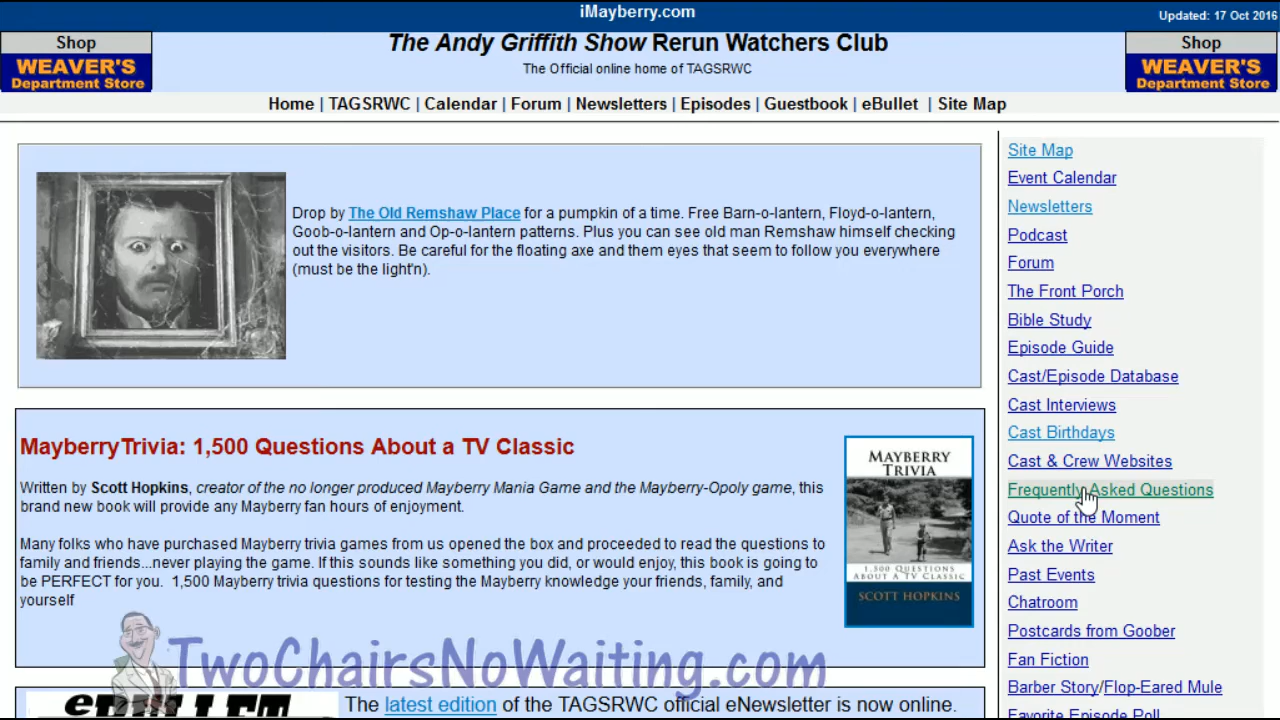 iMayberry.com
Updated: 17 Oct 2016
Shop
WEAVER'S
Department Store
The Andy Griffith Show Rerun Watchers Club
The Official online home of TAGSRWC
Shop
WEAVER'S
Department Store
Home | TAGSRWC | Calendar | Forum | Newsletters | Episodes | Guestbook | eBullet | Site Map
Drop by The Old Remshaw Place for a pumpkin of a time. Free Barn-o-lantern, Floyd-o-lantern,
Goob-o-lantern and Op-o-lantern patterns. Plus you can see old man Remshaw himself checking
out the visitors. Be careful for the floating axe and them eyes that seem to follow you everywhere
(must be the light'n).
MayberryTrivia: 1,500 Questions About a TV Classic
Written by Scott Hopkins, creator of the no longer produced Mayberry Mania Game and the Mayberry-Opoly game, this
brand new book will provide any Mayberry fan hours of enjoyment.
Many folks who have purchased Mayberry trivia games from us opened the box and proceeded to read the questions to
family and friends...never playing the game. If this sounds like something you did, or would enjoy, this book is going to
be PERFECT for you. 1,500 Mayberry trivia questions for testing the Mayberry knowledge your friends, family, and
yourself
MAYBERRY
TRIVIA
1,500 QUESTIONS
ABOUT A TV CLASSIC
SCOTT HOPKINS
TwoChairsNoWaiting.com
eBULLET
The latest edition of the TAGSRWC official eNewsletter is now online.
Site Map
Event Calendar
Newsletters
Podcast
Forum
The Front Porch
Bible Study
Episode Guide
Cast/Episode Database
Cast Interviews
Cast Birthdays
Cast & Crew Websites
Frequently Asked Questions
Quote of the Moment
Ask the Writer
Past Events
Chatroom
Postcards from Goober
Fan Fiction
Barber Story/Flop-Eared Mule
Favorite Episode Poll